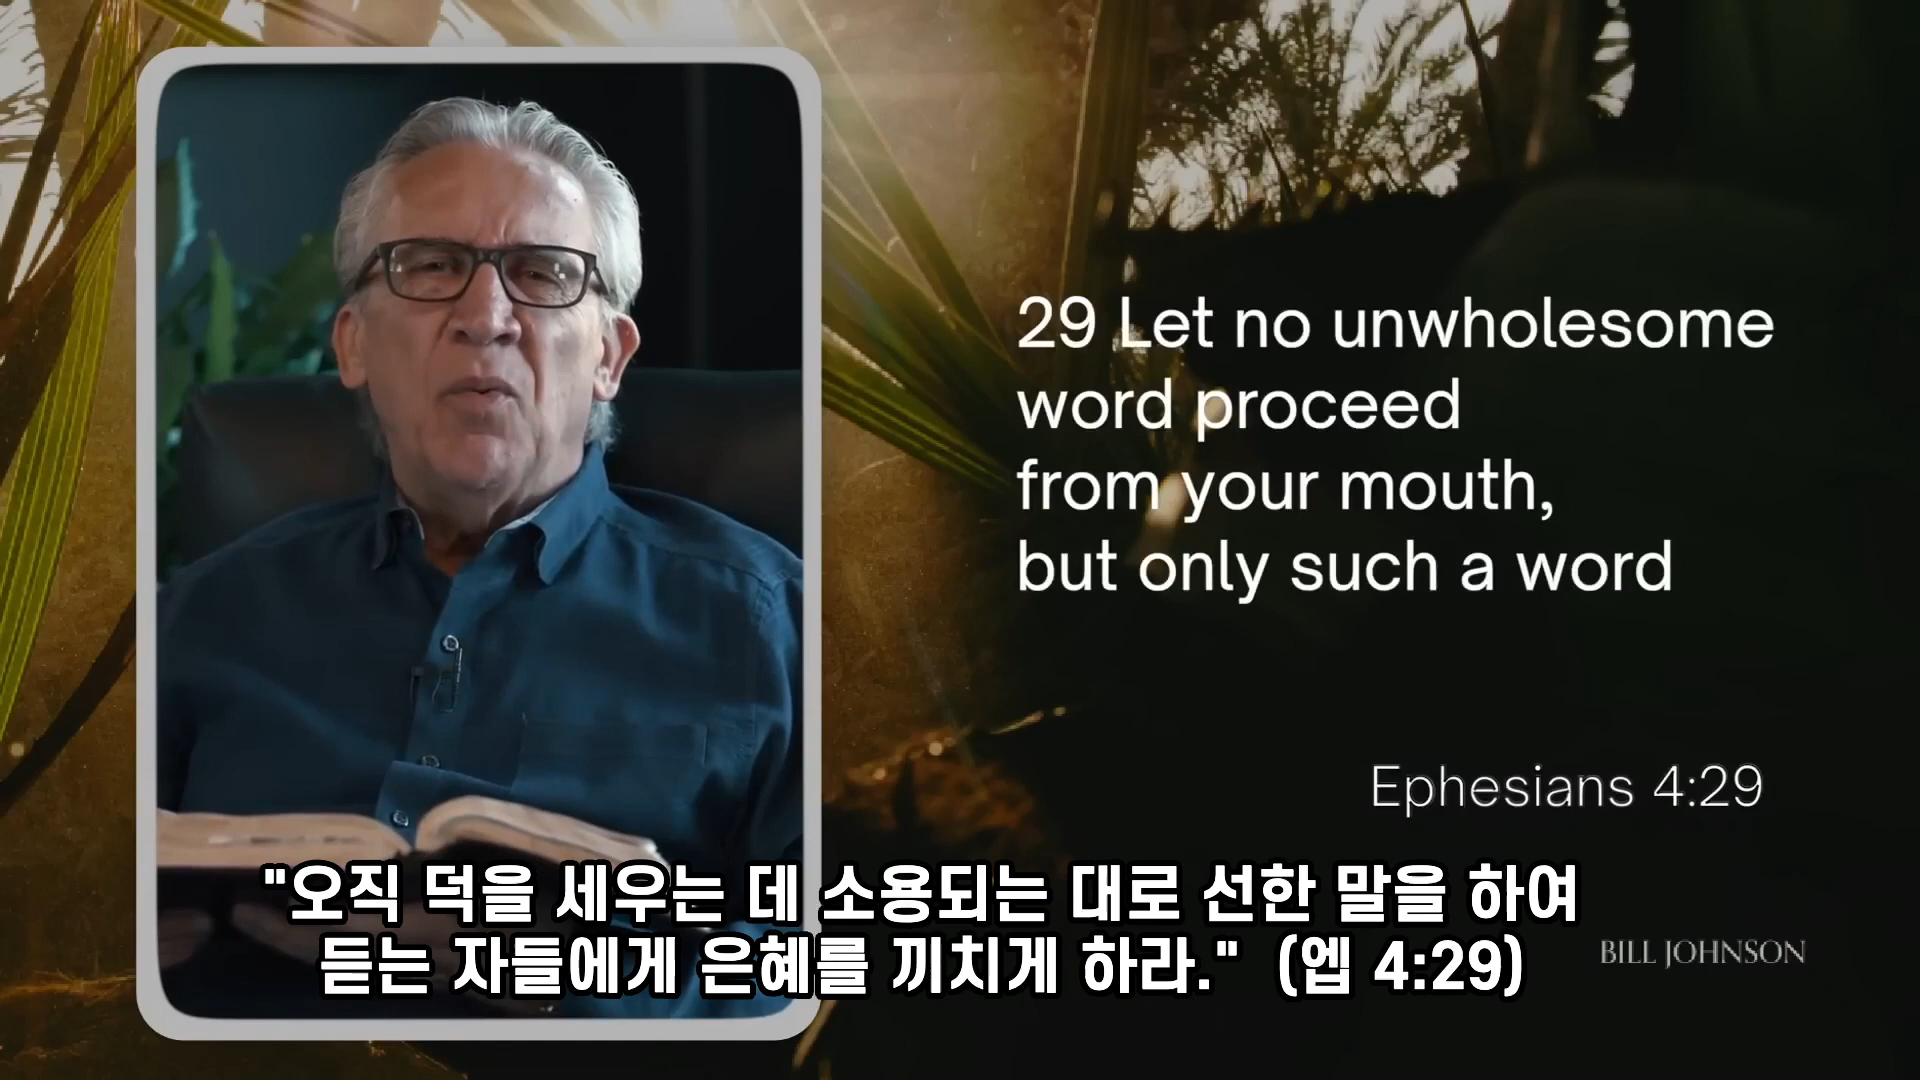 29 Let no unwholesome
word proceed
from your mouth,
but only such a word
Ephesians 4:29
"오직 덕을 세우는 데 소용되는 대로 선한 말을 하여
듣는 자들에게 은혜를 끼치게 하라." (엡 4:29)
BILL JOHNSON